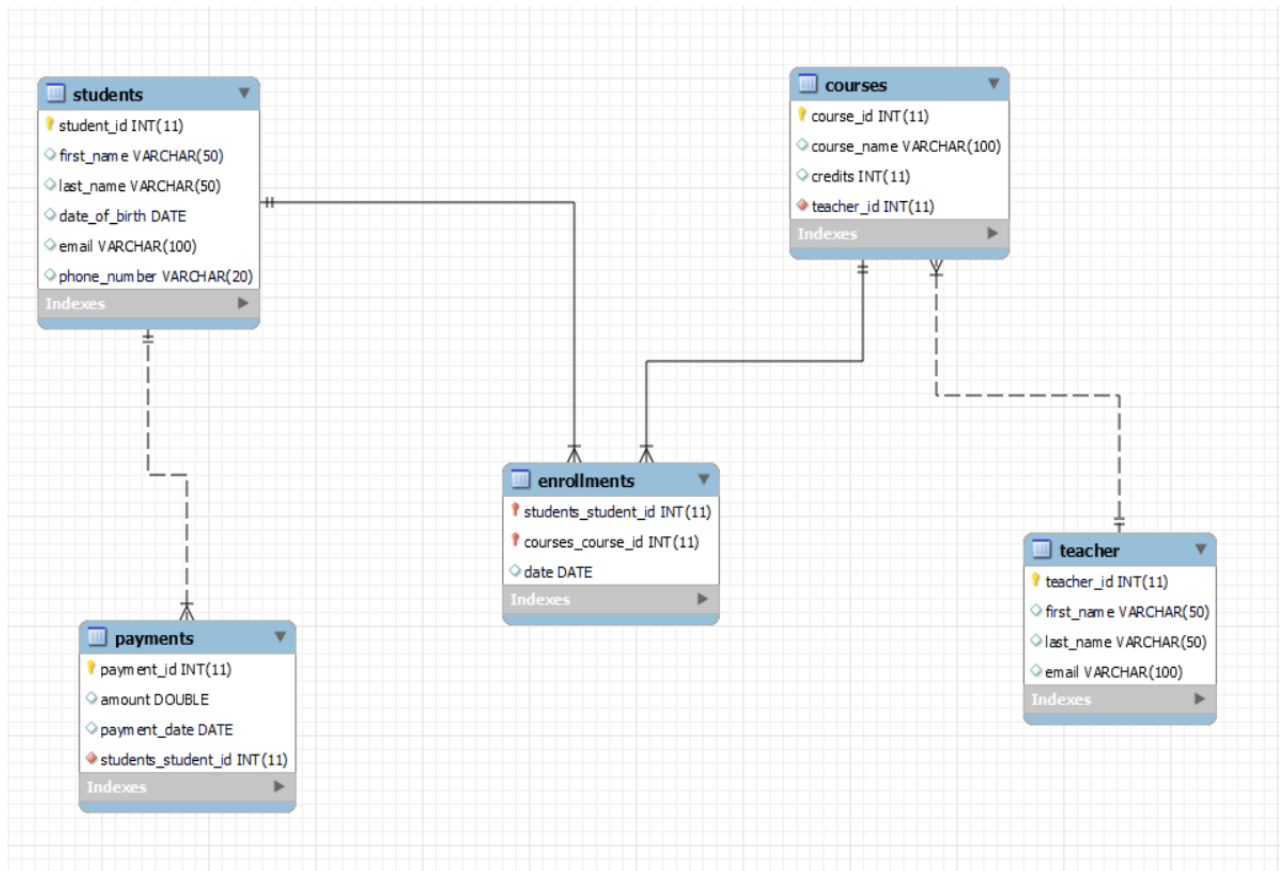 students
student_id INT(11)
first_name VARCHAR(50)
last_name VARCHAR(50)
date_of_birth DATE
email VARCHAR(100)
phone_number VARCHAR(20)
Indexes
courses
course_id INT(11)
course_name VARCHAR(100)
credits INT(11)
teacher_id INT(11)
Indexes
enrollments
students_student_id INT(11)
courses_course_id INT(11)
date DATE
Indexes
teacher
teacher_id INT(11)
first_name VARCHAR(50)
last_name VARCHAR(50)
email VARCHAR(100)
Indexes
payments
payment_id INT(11)
amount DOUBLE
payment_date DATE
students_student_id INT(11)
Indexes